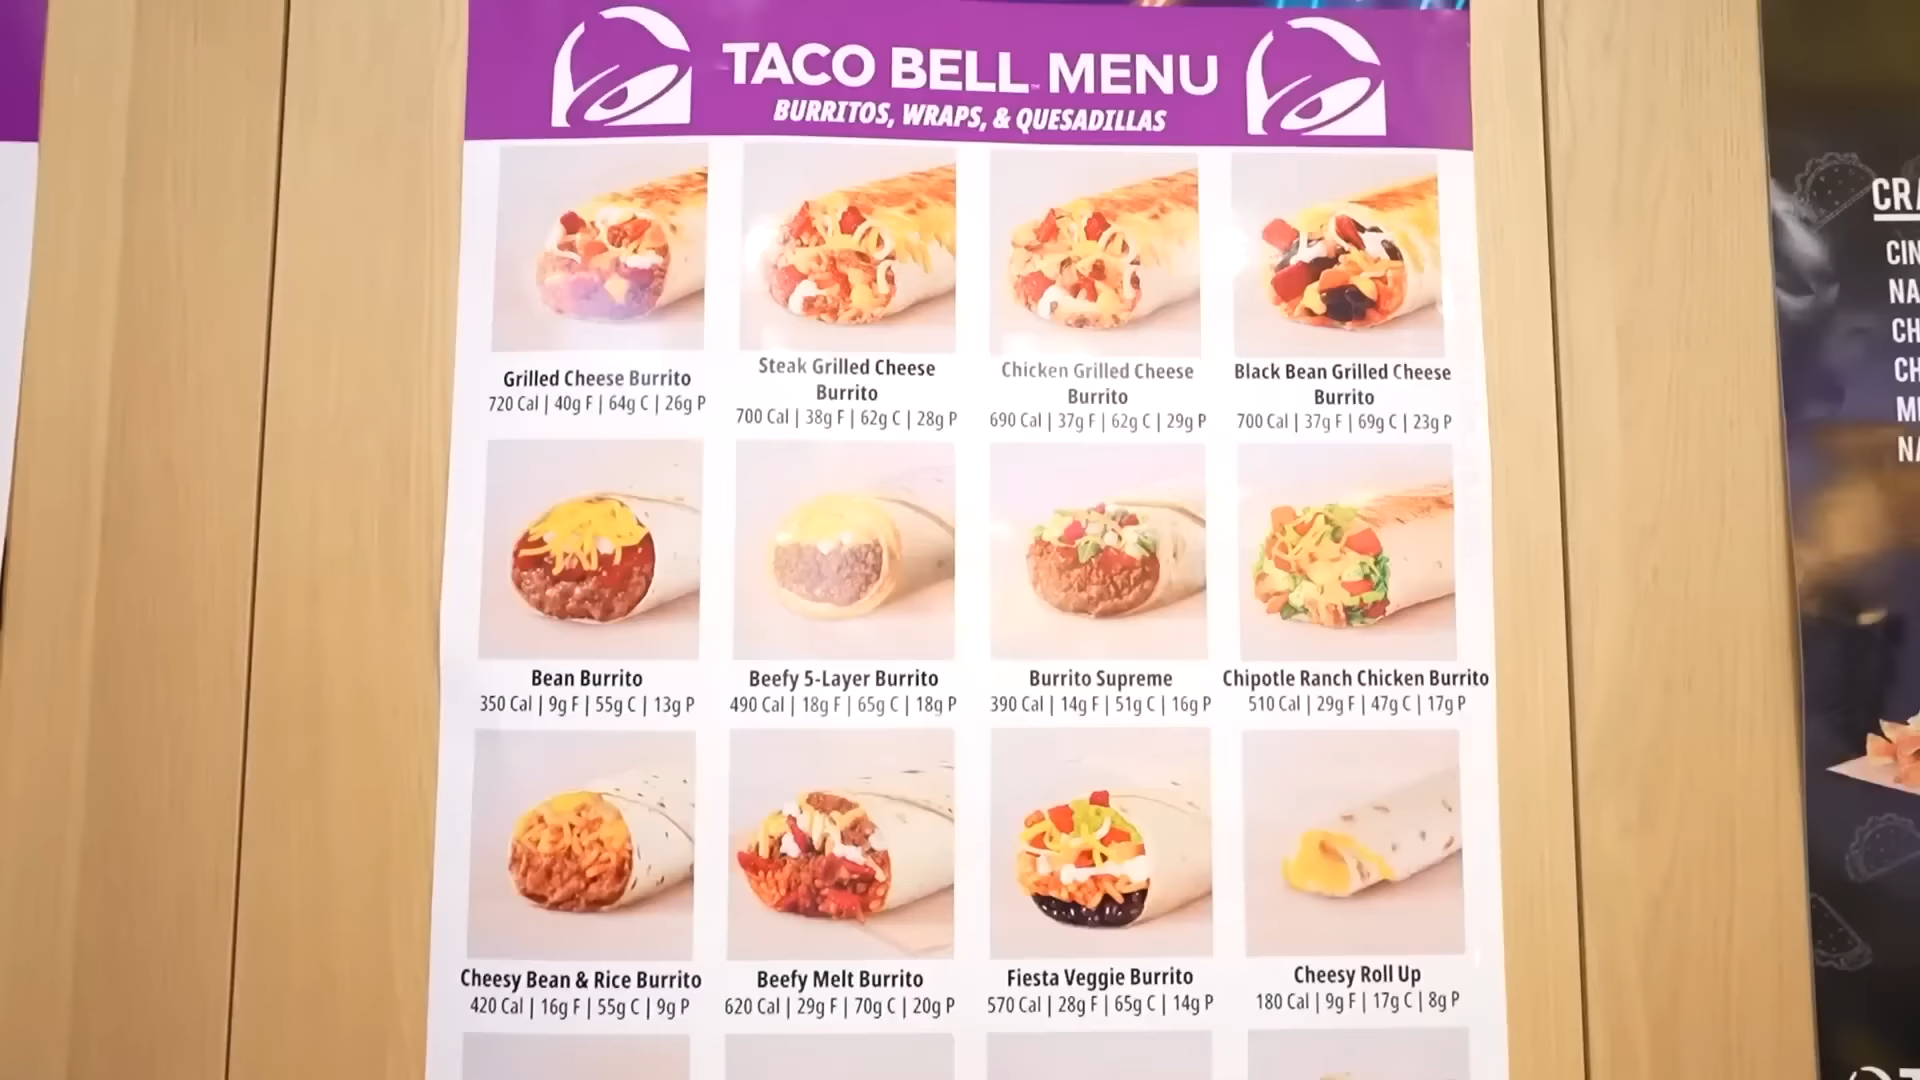 TACO BELL™ MENU
BURRITOS, WRAPS, & QUESADILLAS
Grilled Cheese Burrito
720 Cal | 40g F | 64g C | 26g P
Steak Grilled Cheese
Burrito
700 Cal | 38g F | 62g C | 28g P
Chicken Grilled Cheese
Burrito
690 Cal | 37g F | 62g C | 29g P
Black Bean Grilled Cheese
Burrito
700 Cal | 37g F | 69g C | 23g P
Bean Burrito
350 Cal | 9g F | 55g C | 13g P
Beefy 5-Layer Burrito
490 Cal | 18g F | 65g C | 18g P
Burrito Supreme
390 Cal | 14g F | 51g C | 16g P
Chipotle Ranch Chicken Burrito
510 Cal | 29g F | 47g C | 17g P
Cheesy Bean & Rice Burrito
420 Cal | 16g F | 55g C | 9g P
Beefy Melt Burrito
620 Cal | 29g F | 70g C | 20g P
Fiesta Veggie Burrito
570 Cal | 28g F | 65g C | 14g P
Cheesy Roll Up
180 Cal | 9g F | 17g C | 8g P